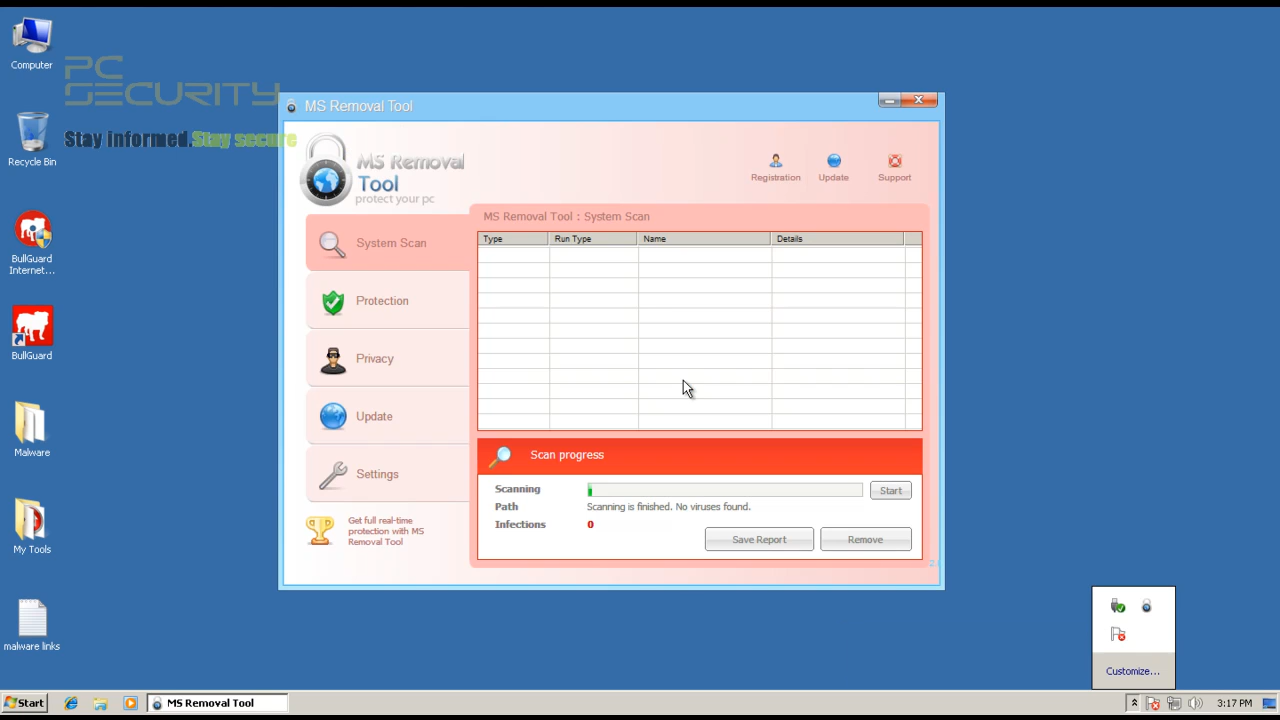 Computer
PC
SECURITY
Stay informed.Stay secure
Recycle Bin
BullGuard
Internet...
BullGuard
Malware
My Tools
malware links
MS Removal Tool
MS Removal
Tool
protect your pc
Registration
Update
Support
System Scan
Protection
Privacy
Update
Settings
Get full real-time
protection with MS
Removal Tool
MS Removal Tool : System Scan
Type Run Type Name Details
Scan progress
Scanning
Start
Path Scanning is finished. No viruses found.
Infections 0
Save Report Remove
Customize...
Start
MS Removal Tool
3:17 PM